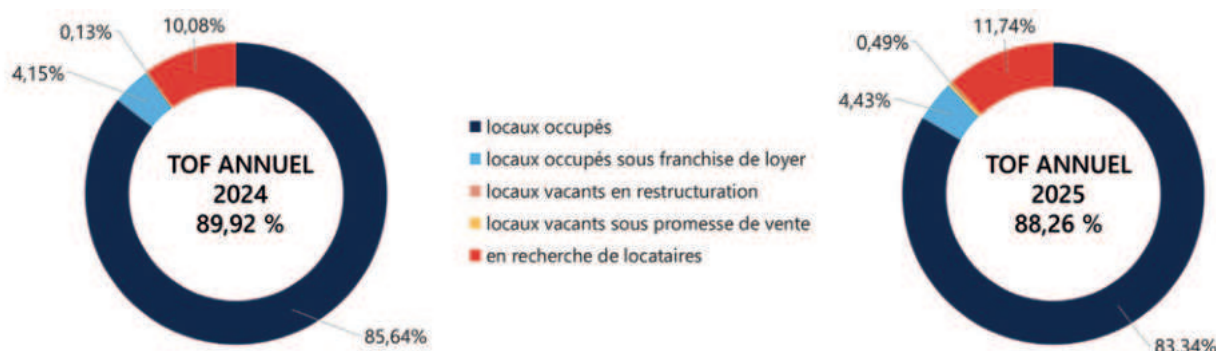 0,13%
10,08%
4,15%
TOF ANNUEL
2024
89,92 %
85,64%
locaux occupés
locaux occupés sous franchise de loyer
locaux vacants en restructuration
locaux vacants sous promesse de vente
en recherche de locataires
0,49%
11,74%
4,43%
TOF ANNUEL
2025
88,26 %
83,34%